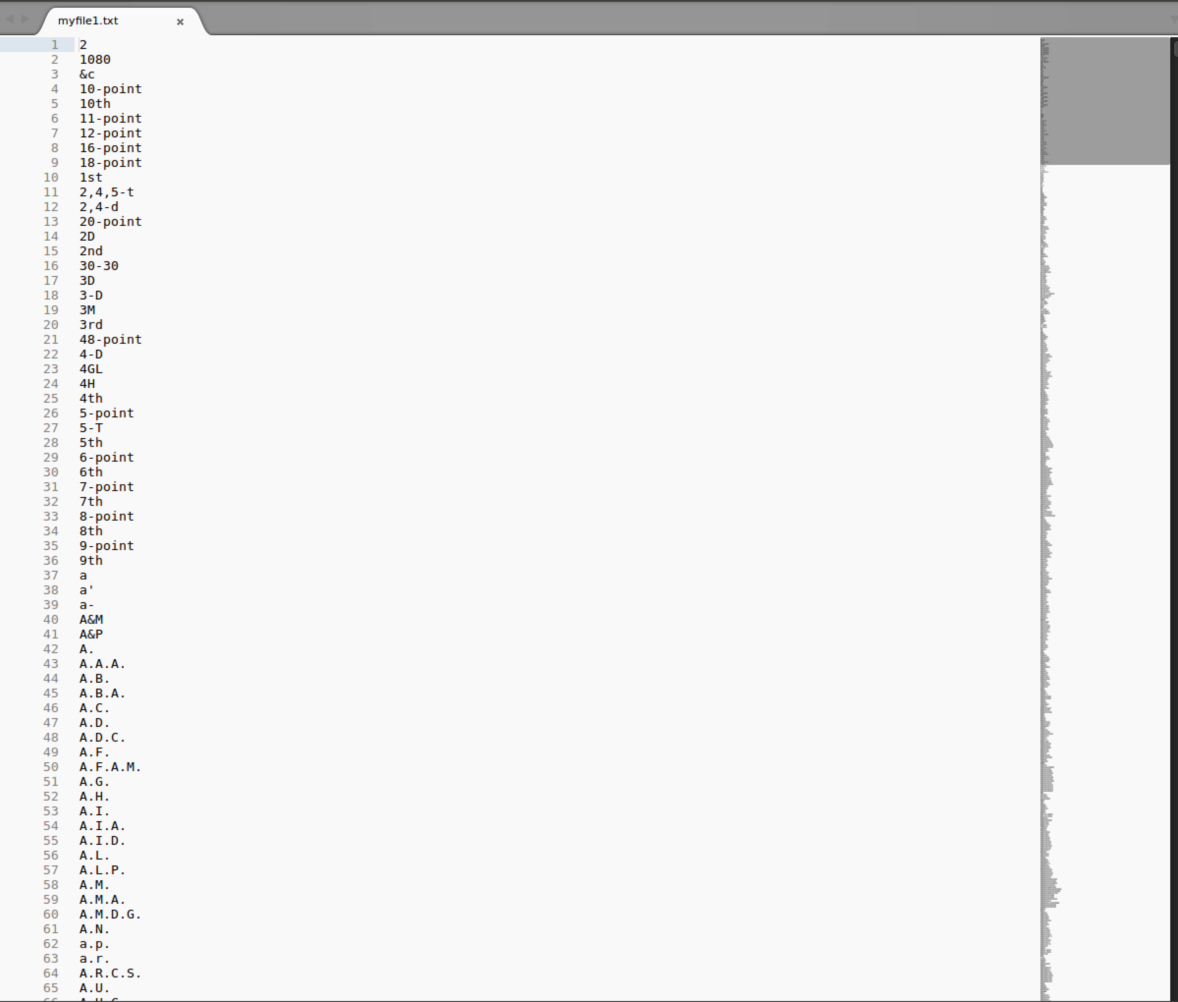 myfile1.txt ×
1 2
2 1080
3 &c
4 10-point
5 10th
6 11-point
7 12-point
8 16-point
9 18-point
10 1st
11 2,4,5-t
12 2,4-d
13 20-point
14 2D
15 2nd
16 30-30
17 3D
18 3-D
19 3M
20 3rd
21 48-point
22 4-D
23 4GL
24 4H
25 4th
26 5-point
27 5-T
28 5th
29 6-point
30 6th
31 7-point
32 7th
33 8-point
34 8th
35 9-point
36 9th
37 a
38 a'
39 a-
40 A&M
41 A&P
42 A.
43 A.A.A.
44 A.B.
45 A.B.A.
46 A.C.
47 A.D.
48 A.D.C.
49 A.F.
50 A.F.A.M.
51 A.G.
52 A.H.
53 A.I.
54 A.I.A.
55 A.I.D.
56 A.L.
57 A.L.P.
58 A.M.
59 A.M.A.
60 A.M.D.G.
61 A.N.
62 a.p.
63 a.r.
64 A.R.C.S.
65 A.U.